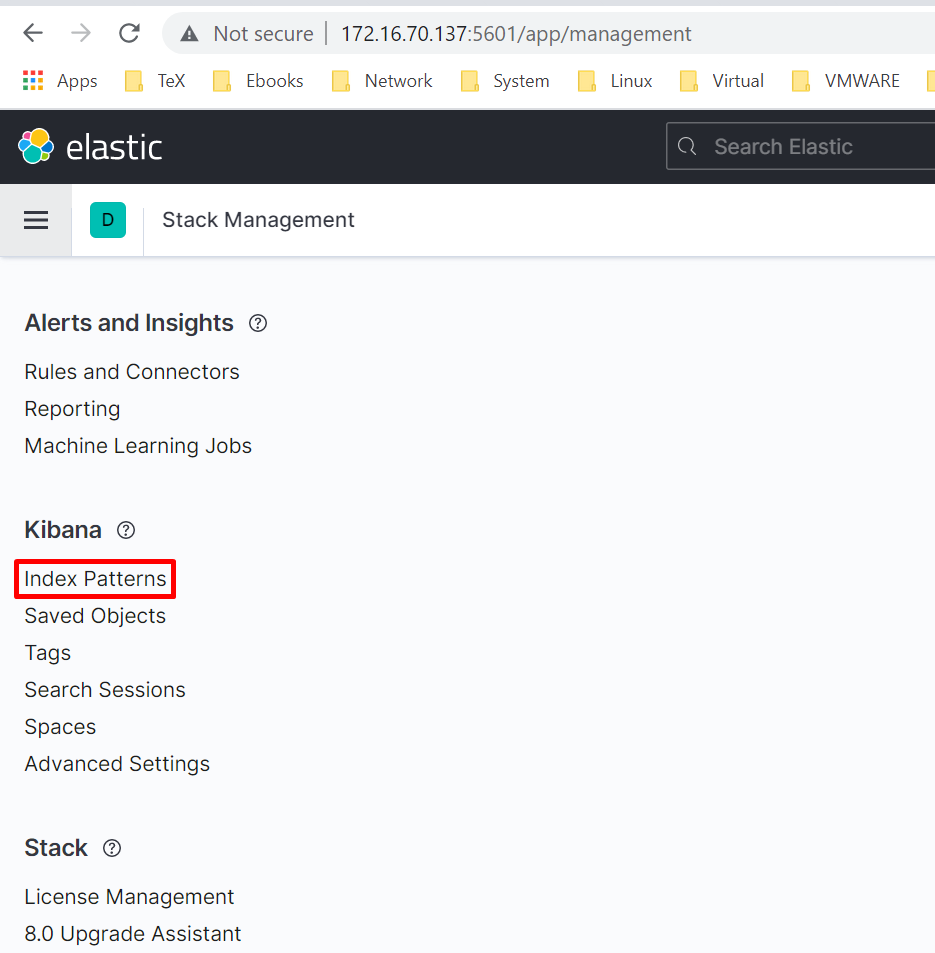 Not secure | 172.16.70.137:5601/app/management
Apps TeX Ebooks Network System Linux Virtual VMWARE
elastic Search Elastic
D Stack Management
Alerts and Insights
Rules and Connectors
Reporting
Machine Learning Jobs
Kibana
Index Patterns
Saved Objects
Tags
Search Sessions
Spaces
Advanced Settings
Stack
License Management
8.0 Upgrade Assistant